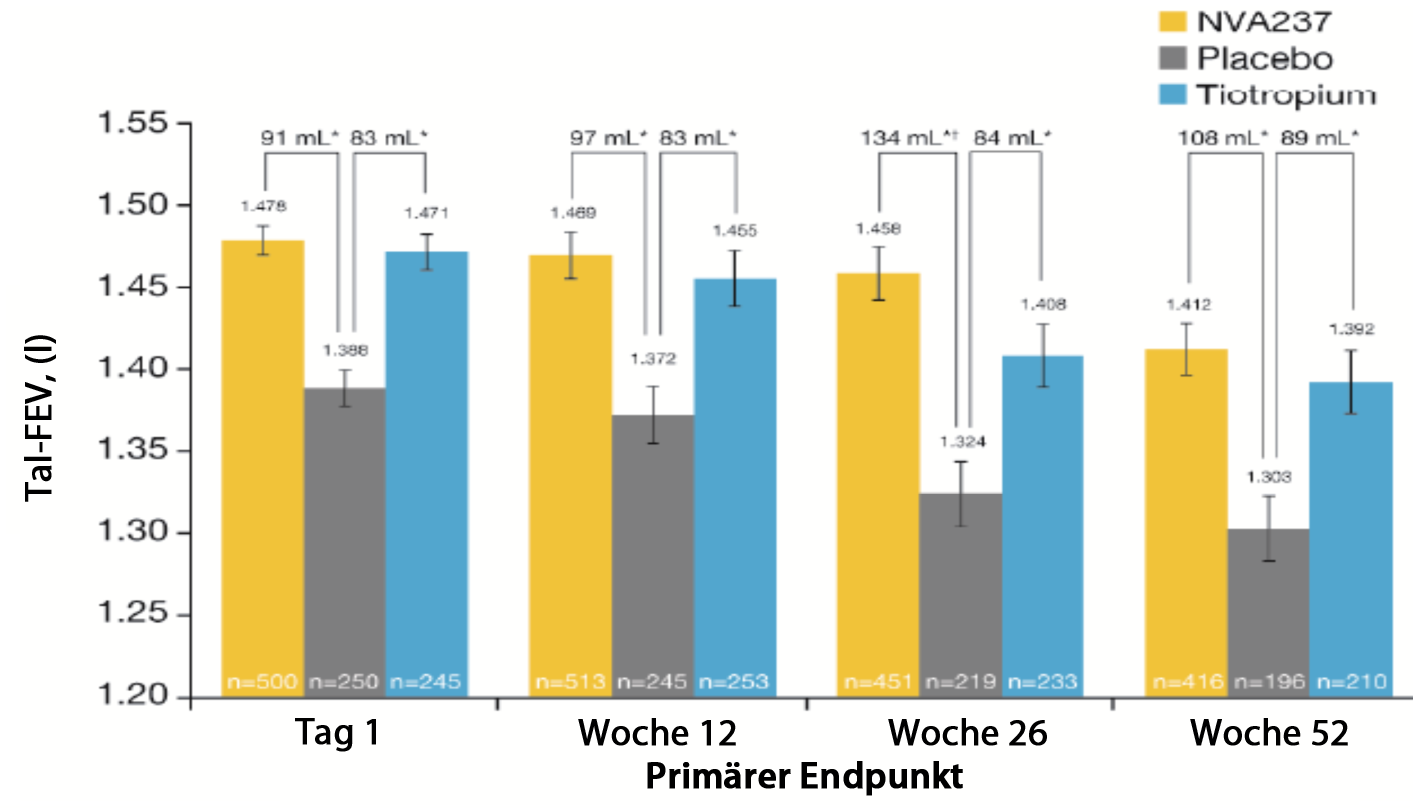 NVA237
Placebo
Tiotropium
Tal-FEV, (l)
1.55
1.50
1.45
1.40
1.35
1.30
1.25
1.20
91 mL* 83 mL*
1.478
1.388
1.471
n=500 n=250 n=245
Tag 1
97 mL* 83 mL*
1.469
1.372
1.455
n=513 n=245 n=253
Woche 12
134 mL*† 84 mL*
1.458
1.324
1.408
n=451 n=219 n=233
Woche 26
108 mL* 89 mL*
1.412
1.303
1.392
n=416 n=196 n=210
Woche 52
Primärer Endpunkt